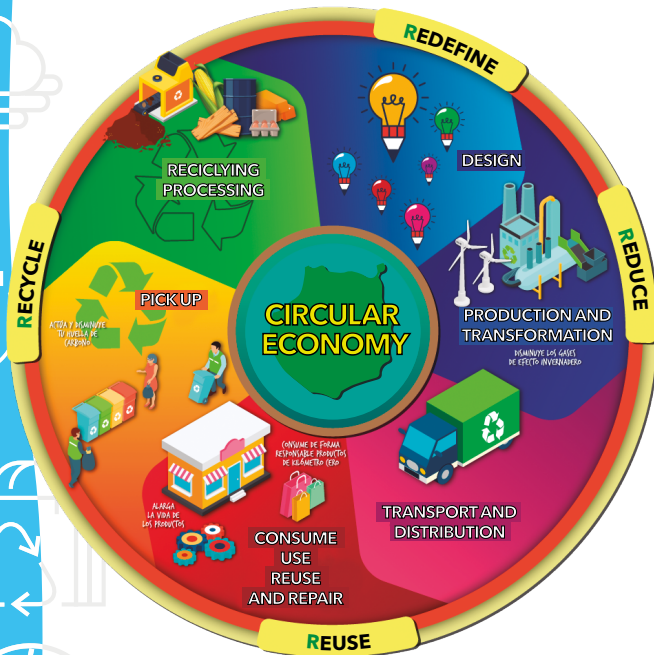 REDEFINE
DESIGN
REDUCE
PRODUCTION AND
TRANSFORMATION
DISMINUYE LOS GASES
DE EFECTO INVERNADERO
TRANSPORT AND
DISTRIBUTION
REUSE
CONSUME DE FORMA
RESPONSABLE PRODUCTOS
DE KILÓMETRO CERO
ALARGA
LA VIDA DE
LOS PRODUCTOS
CONSUME
USE
REUSE
AND REPAIR
RECYCLE
PICK UP
ACTÚA Y DISMINUYE
TU HUELLA DE
CARBONO
RECICLYING
PROCESSING
CIRCULAR
ECONOMY